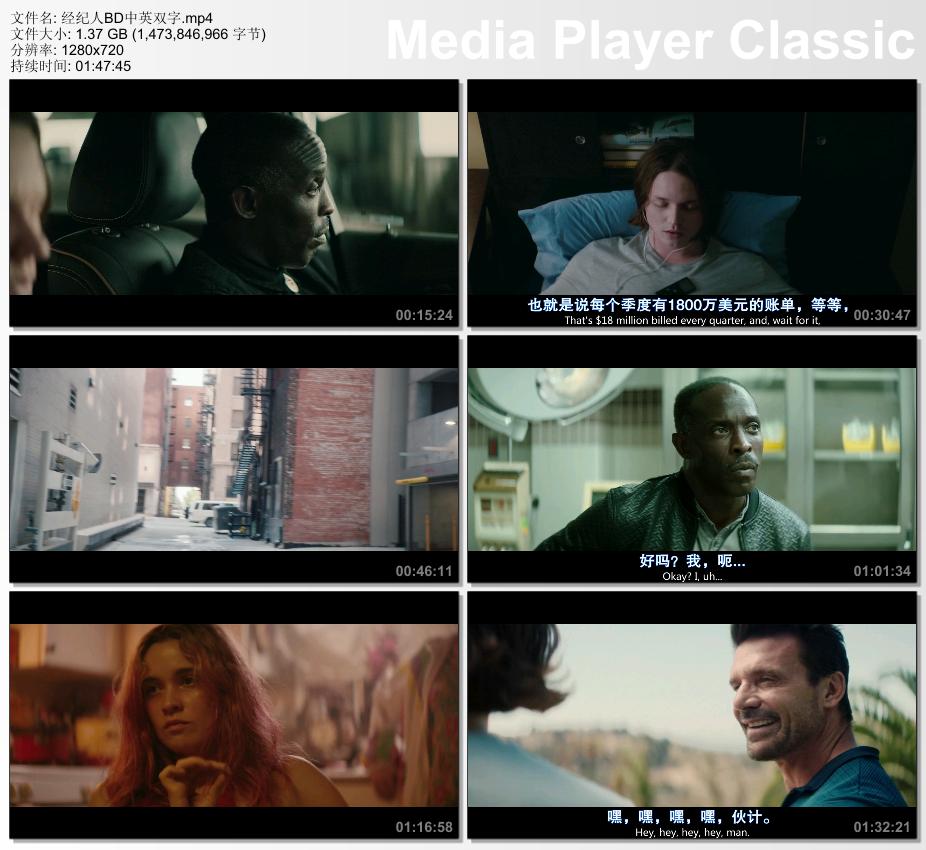 文件名: 经纪人BD中英双字.mp4
文件大小: 1.37 GB (1,473,846,966 字节)
分辨率: 1280x720
持续时间: 01:47:45
Media Player Classic
00:15:24
也就是说每个季度有1800万美元的账单，等等，
That's $18 million billed every quarter, and, wait for it,
00:30:47
00:46:11
好吗？我，呃...
Okay? I, uh...
01:01:34
01:16:58
嘿，嘿，嘿，嘿，伙计。
Hey, hey, hey, hey, man.
01:32:21